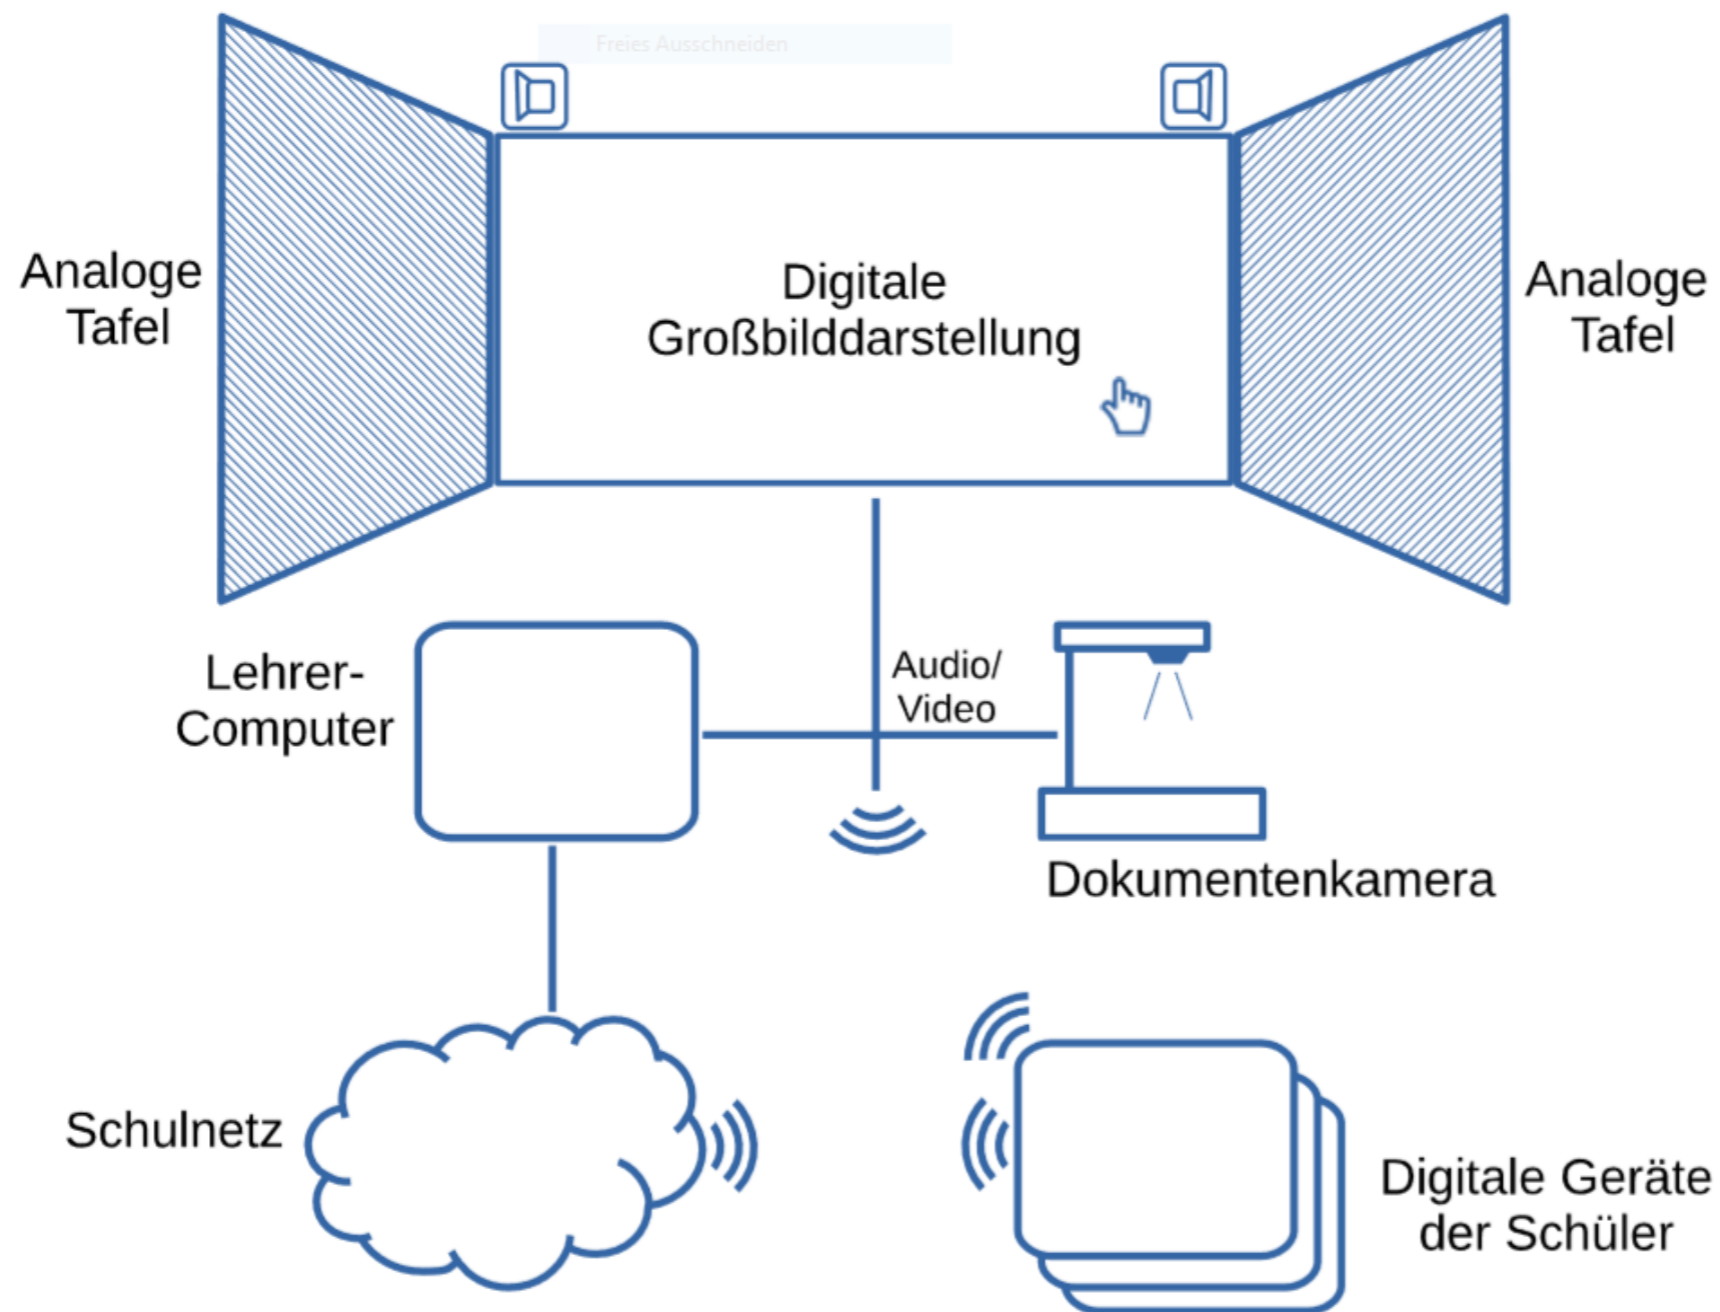 Freies Ausschneiden
Analoge
Tafel
Digitale
Großbilddarstellung
Analoge
Tafel
Lehrer-
Computer
Audio/
Video
Dokumentenkamera
Schulnetz
Digitale Geräte
der Schüler